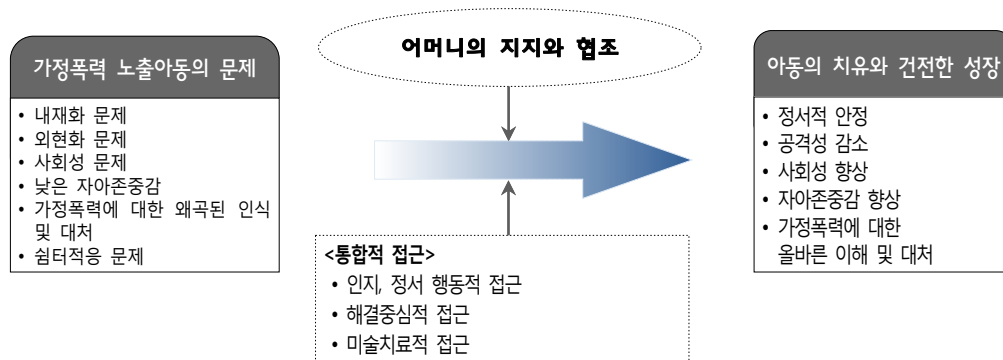 어머니의 지지와 협조
가정폭력 노출아동의 문제
• 내재화 문제
• 외현화 문제
• 사회성 문제
• 낮은 자아존중감
• 가정폭력에 대한 왜곡된 인식
및 대처
• 쉼터적응 문제
<통합적 접근>
• 인지, 정서 행동적 접근
• 해결중심적 접근
• 미술치료적 접근
아동의 치유와 건전한 성장
• 정서적 안정
• 공격성 감소
• 사회성 향상
• 자아존중감 향상
• 가정폭력에 대한
올바른 이해 및 대처